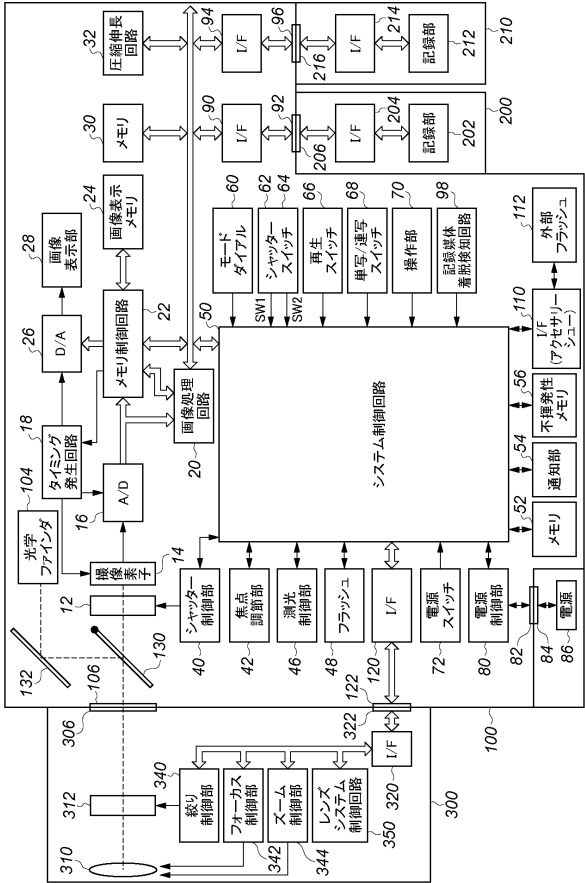 32
圧縮伸長
回路
94
I/F
96
216
214
I/F
212
記録部
210
30
メモリ
90
I/F
92
206
204
I/F
202
記録部
200
24
画像表示
メモリ
28
画像
表示部
26
D/A
22
メモリ制御回路
18
タイミング
発生回路
16
A/D
20
画像処理
回路
104
光学
ファインダ
14
撮像素子
12
130
132
106
306
60
モード
ダイアル
62
64
シャッター
スイッチ
SW1
SW2
66
再生
スイッチ
68
単写/連写
スイッチ
70
操作部
98
記録媒体
着脱検知回路
50
システム制御回路
112
外部
フラッシュ
110
I/F
(アクセサリー
シュー)
56
不揮発性
メモリ
54
通知部
52
メモリ
シャッター
制御部
40
焦点
調節部
42
測光
制御部
46
フラッシュ
48
I/F
120
電源
スイッチ
72
電源
制御部
80
82
84
電源
86
122
322
100
I/F
320
300
312
310
340
絞り
制御部
フォーカス
制御部
342
ズーム
制御部
344
レンズ
システム
制御回路
350